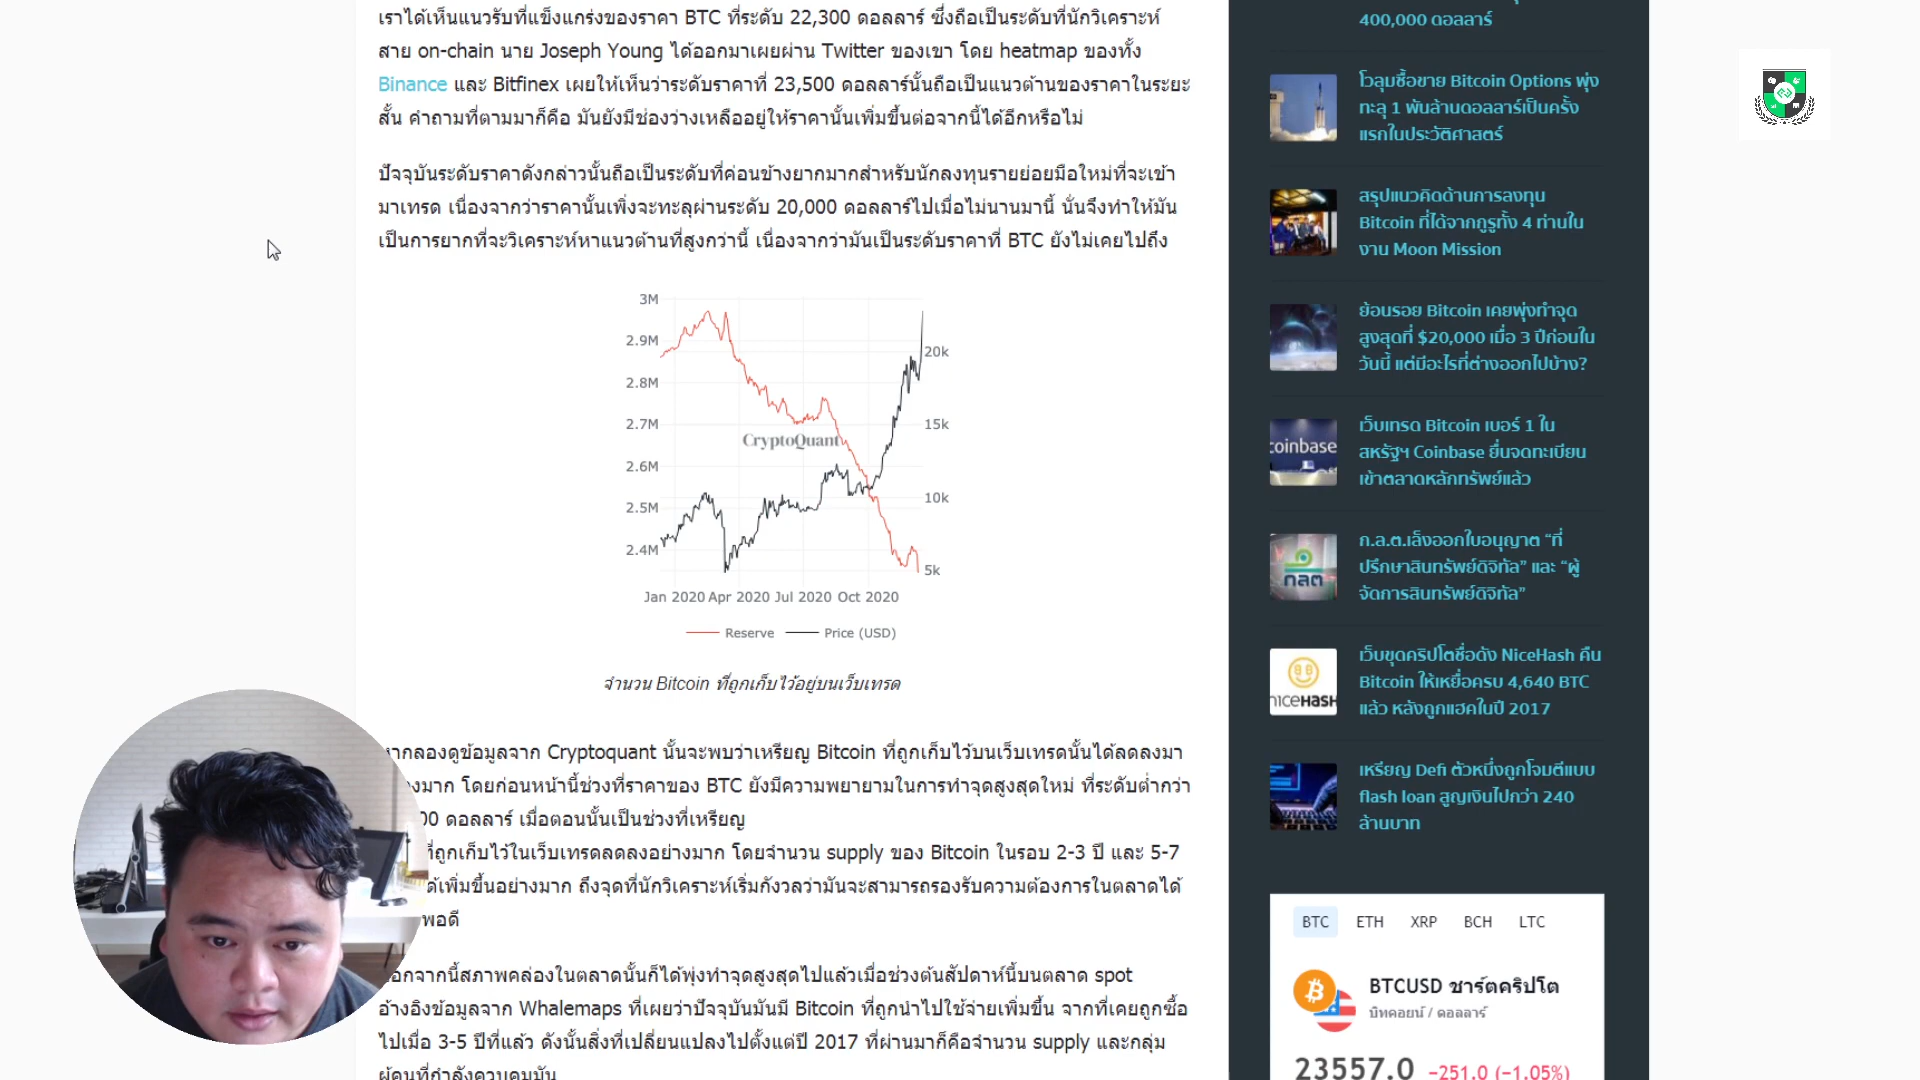 เราได้เห็นแนวรับที่แข็งแกร่งของราคา BTC ที่ระดับ 22,300 ดอลลาร์ ซึ่งถือเป็นระดับที่นักวิเคราะห์
สาย on-chain นาย Joseph Young ได้ออกมาเผยผ่าน Twitter ของเขา โดย heatmap ของทั้ง
Binance และ Bitfinex เผยให้เห็นว่าระดับราคาที่ 23,500 ดอลลาร์นั้นถือเป็นแนวต้านของราคาในระยะ
สั้น คำถามที่ตามมาก็คือ มันยังมีช่องว่างเหลืออยู่ให้ราคานั้นเพิ่มขึ้นต่อจากนี้ได้อีกหรือไม่
ปัจจุบันระดับราคาดังกล่าวนั้นถือเป็นระดับที่ค่อนข้างยากมากสำหรับนักลงทุนรายย่อยมือใหม่ที่จะเข้า
มาเทรด เนื่องจากว่าราคานั้นเพิ่งจะทะลุผ่านระดับ 20,000 ดอลลาร์ไปเมื่อไม่นานมานี้ นั่นจึงทำให้มัน
เป็นการยากที่จะวิเคราะห์หาแนวต้านที่สูงกว่านี้ เนื่องจากว่ามันเป็นระดับราคาที่ BTC ยังไม่เคยไปถึง
3M
2.9M
2.8M
2.7M
2.6M
2.5M
2.4M
20k
15k
10k
5k
CryptoQuant
Jan 2020 Apr 2020 Jul 2020 Oct 2020
Reserve Price (USD)
จำนวน Bitcoin ที่ถูกเก็บไว้อยู่บนเว็บเทรด
ากลองดูข้อมูลจาก Cryptoquant นั้นจะพบว่าเหรียญ Bitcoin ที่ถูกเก็บไว้บนเว็บเทรดนั้นได้ลดลงมา
งมาก โดยก่อนหน้านี้ช่วงที่ราคาของ BTC ยังมีความพยายามในการทำจุดสูงสุดใหม่ ที่ระดับต่ำกว่า
00 ดอลลาร์ เมื่อตอนนั้นเป็นช่วงที่เหรียญ
ที่ถูกเก็บไว้ในเว็บเทรดลดลงอย่างมาก โดยจำนวน supply ของ Bitcoin ในรอบ 2-3 ปี และ 5-7
ด้เพิ่มขึ้นอย่างมาก ถึงจุดที่นักวิเคราะห์เริ่มกังวลว่ามันจะสามารถรองรับความต้องการในตลาดได้
พอดี
อกจากนี้สภาพคล่องในตลาดนั้นก็ได้พุ่งทำจุดสูงสุดไปแล้วเมื่อช่วงต้นสัปดาห์นี้บนตลาด spot
อ้างอิงข้อมูลจาก Whalemaps ที่เผยว่าปัจจุบันมันมี Bitcoin ที่ถูกนำไปใช้จ่ายเพิ่มขึ้น จากที่เคยถูกซื้อ
ไปเมื่อ 3-5 ปีที่แล้ว ดังนั้นสิ่งที่เปลี่ยนแปลงไปตั้งแต่ปี 2017 ที่ผ่านมาก็คือจำนวน supply และกลุ่ม
ผู้คนที่กำลังควบคุมมัน
400,000 ดอลลาร์
โวลุมซื้อขาย Bitcoin Options พุ่ง
ทะลุ 1 พันล้านดอลลาร์เป็นครั้ง
แรกในประวัติศาสตร์
สรุปแนวคิดด้านการลงทุน
Bitcoin ที่ได้จากกูรูทั้ง 4 ท่านใน
งาน Moon Mission
ย้อนรอย Bitcoin เคยพุ่งทำจุด
สูงสุดที่ $20,000 เมื่อ 3 ปีก่อนใน
วันนี้ แต่มีอะไรที่ต่างออกไปบ้าง?
coinbase
เว็บเทรด Bitcoin เบอร์ 1 ใน
สหรัฐฯ Coinbase ยื่นจดทะเบียน
เข้าตลาดหลักทรัพย์แล้ว
กลต
ก.ล.ต.เล็งออกใบอนุญาต “ที่
ปรึกษาสินทรัพย์ดิจิทัล” และ “ผู้
จัดการสินทรัพย์ดิจิทัล”
niceHASH
เว็บขุดคริปโตชื่อดัง NiceHash คืน
Bitcoin ให้เหยื่อครบ 4,640 BTC
แล้ว หลังถูกแฮคในปี 2017
เหรียญ Defi ตัวหนึ่งถูกโจมตีแบบ
flash loan สูญเงินไปกว่า 240
ล้านบาท
BTC ETH XRP BCH LTC
BTCUSD ชาร์ตคริปโต
บิทคอยน์ / ดอลลาร์
23557.0 −251.0 (−1.05%)